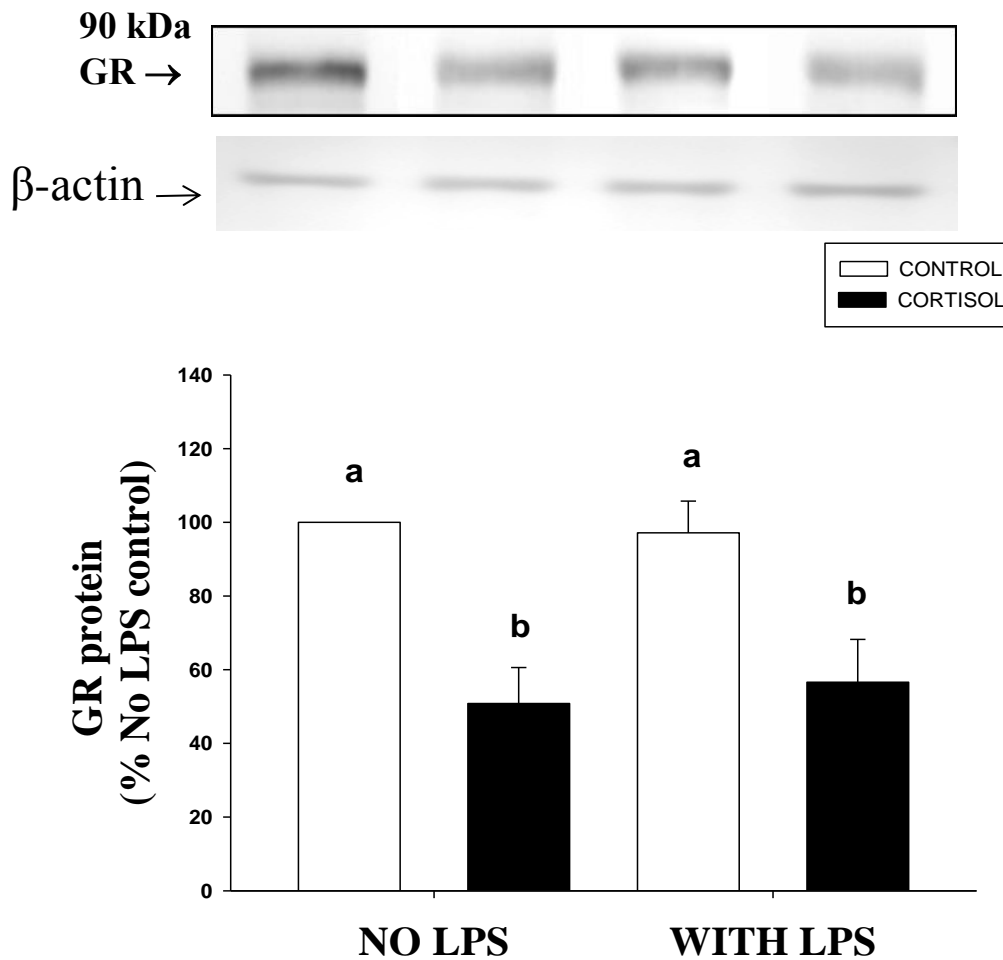 90 kDa
GR →
β-actin →
CONTROL
CORTISOL
140
120
100
80
60
40
20
0
GR protein
(% No LPS control)
a
b
a
b
NO LPS
WITH LPS